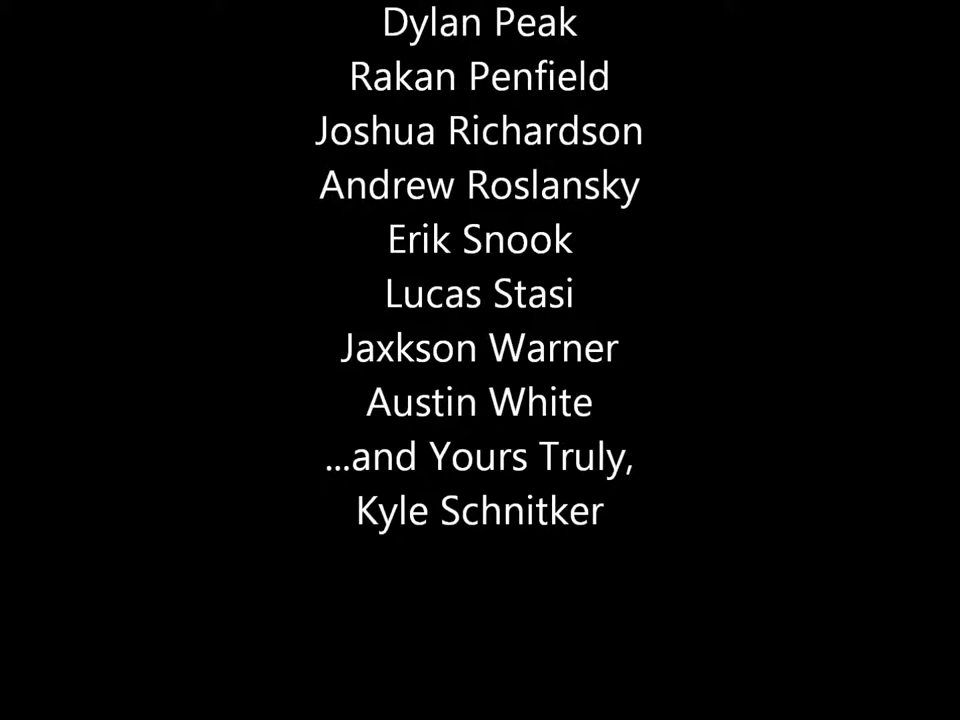 Dylan Peak
Rakan Penfield
Joshua Richardson
Andrew Roslansky
Erik Snook
Lucas Stasi
Jaxkson Warner
Austin White
...and Yours Truly,
Kyle Schnitker